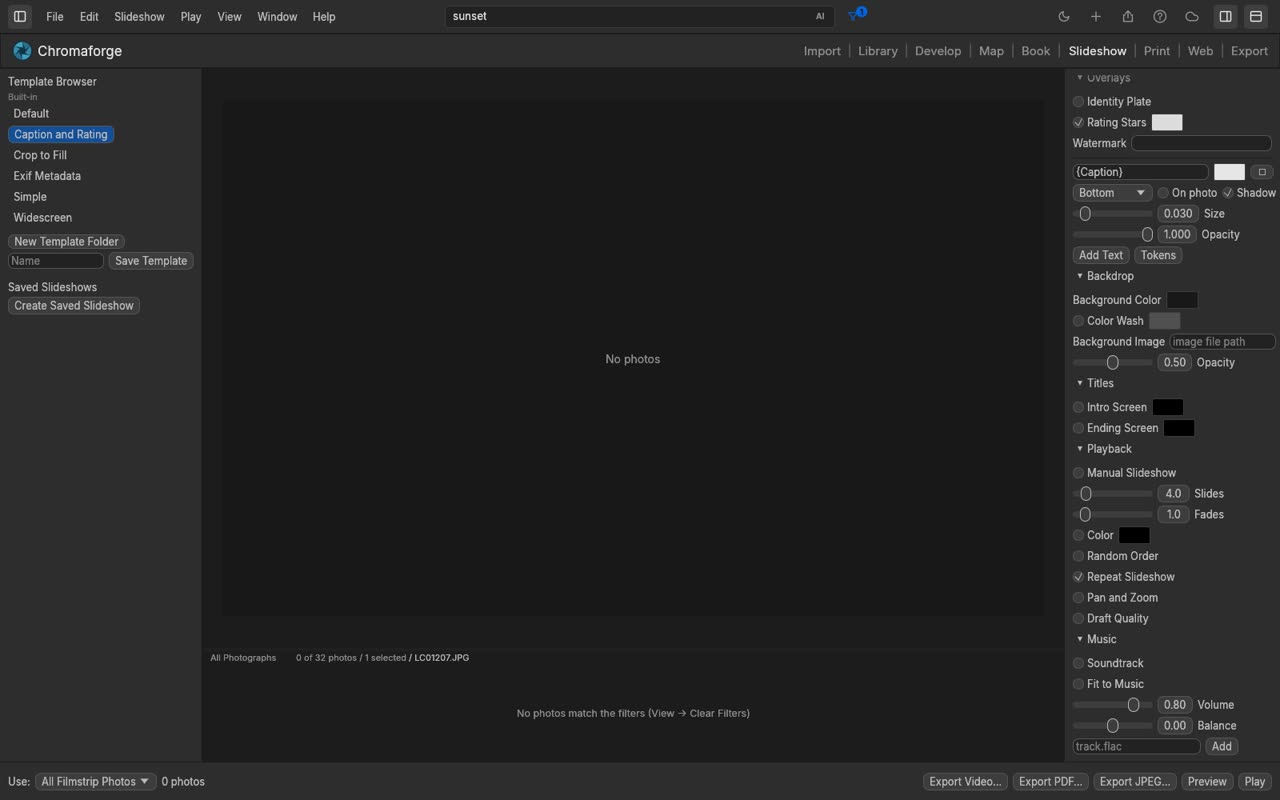 File Edit Slideshow Play View Window Help sunset AI 1
Chromaforge Import Library Develop Map Book Slideshow Print Web Export
Template Browser
Built-in
Default
Caption and Rating
Crop to Fill
Exif Metadata
Simple
Widescreen
New Template Folder
Name Save Template
Saved Slideshows
Create Saved Slideshow
No photos
All Photographs 0 of 32 photos / 1 selected / LC01207.JPG
No photos match the filters (View → Clear Filters)
Overlays
Identity Plate
Rating Stars
Watermark
{Caption}
Bottom On photo Shadow
0.030 Size
1.000 Opacity
Add Text Tokens
Backdrop
Background Color
Color Wash
Background Image image file path
0.50 Opacity
Titles
Intro Screen
Ending Screen
Playback
Manual Slideshow
4.0 Slides
1.0 Fades
Color
Random Order
Repeat Slideshow
Pan and Zoom
Draft Quality
Music
Soundtrack
Fit to Music
0.80 Volume
0.00 Balance
track.flac Add
Use: All Filmstrip Photos 0 photos Export Video... Export PDF... Export JPEG... Preview Play